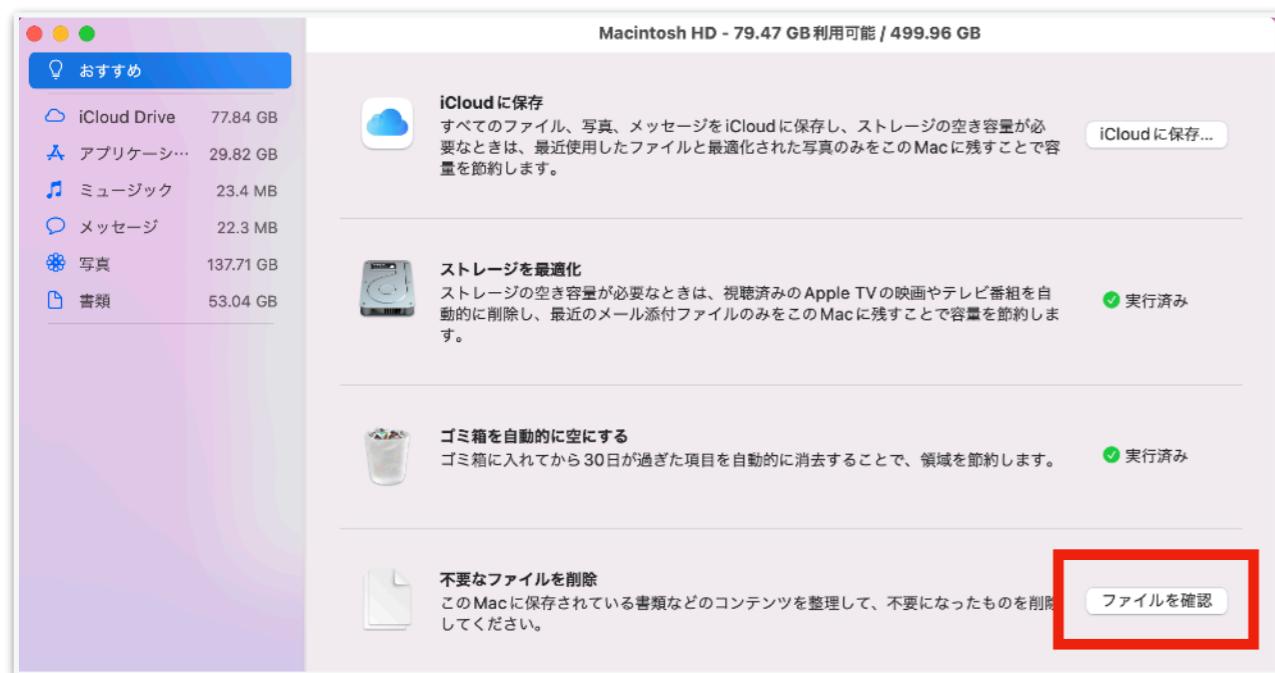 Macintosh HD - 79.47 GB利用可能 / 499.96 GB
おすすめ
iCloud Drive 77.84 GB
アプリケーシ… 29.82 GB
ミュージック 23.4 MB
メッセージ 22.3 MB
写真 137.71 GB
書類 53.04 GB
iCloudに保存
すべてのファイル、写真、メッセージをiCloudに保存し、ストレージの空き容量が必
要なときは、最近使用したファイルと最適化された写真のみをこのMacに残すことで容
量を節約します。
iCloudに保存...
ストレージを最適化
ストレージの空き容量が必要なときは、視聴済みのApple TVの映画やテレビ番組を自
動的に削除し、最近のメール添付ファイルのみをこのMacに残すことで容量を節約しま
す。
実行済み
ゴミ箱を自動的に空にする
ゴミ箱に入れてから30日が過ぎた項目を自動的に消去することで、領域を節約します。
実行済み
不要なファイルを削除
このMacに保存されている書類などのコンテンツを整理して、不要になったものを削除
してください。
ファイルを確認